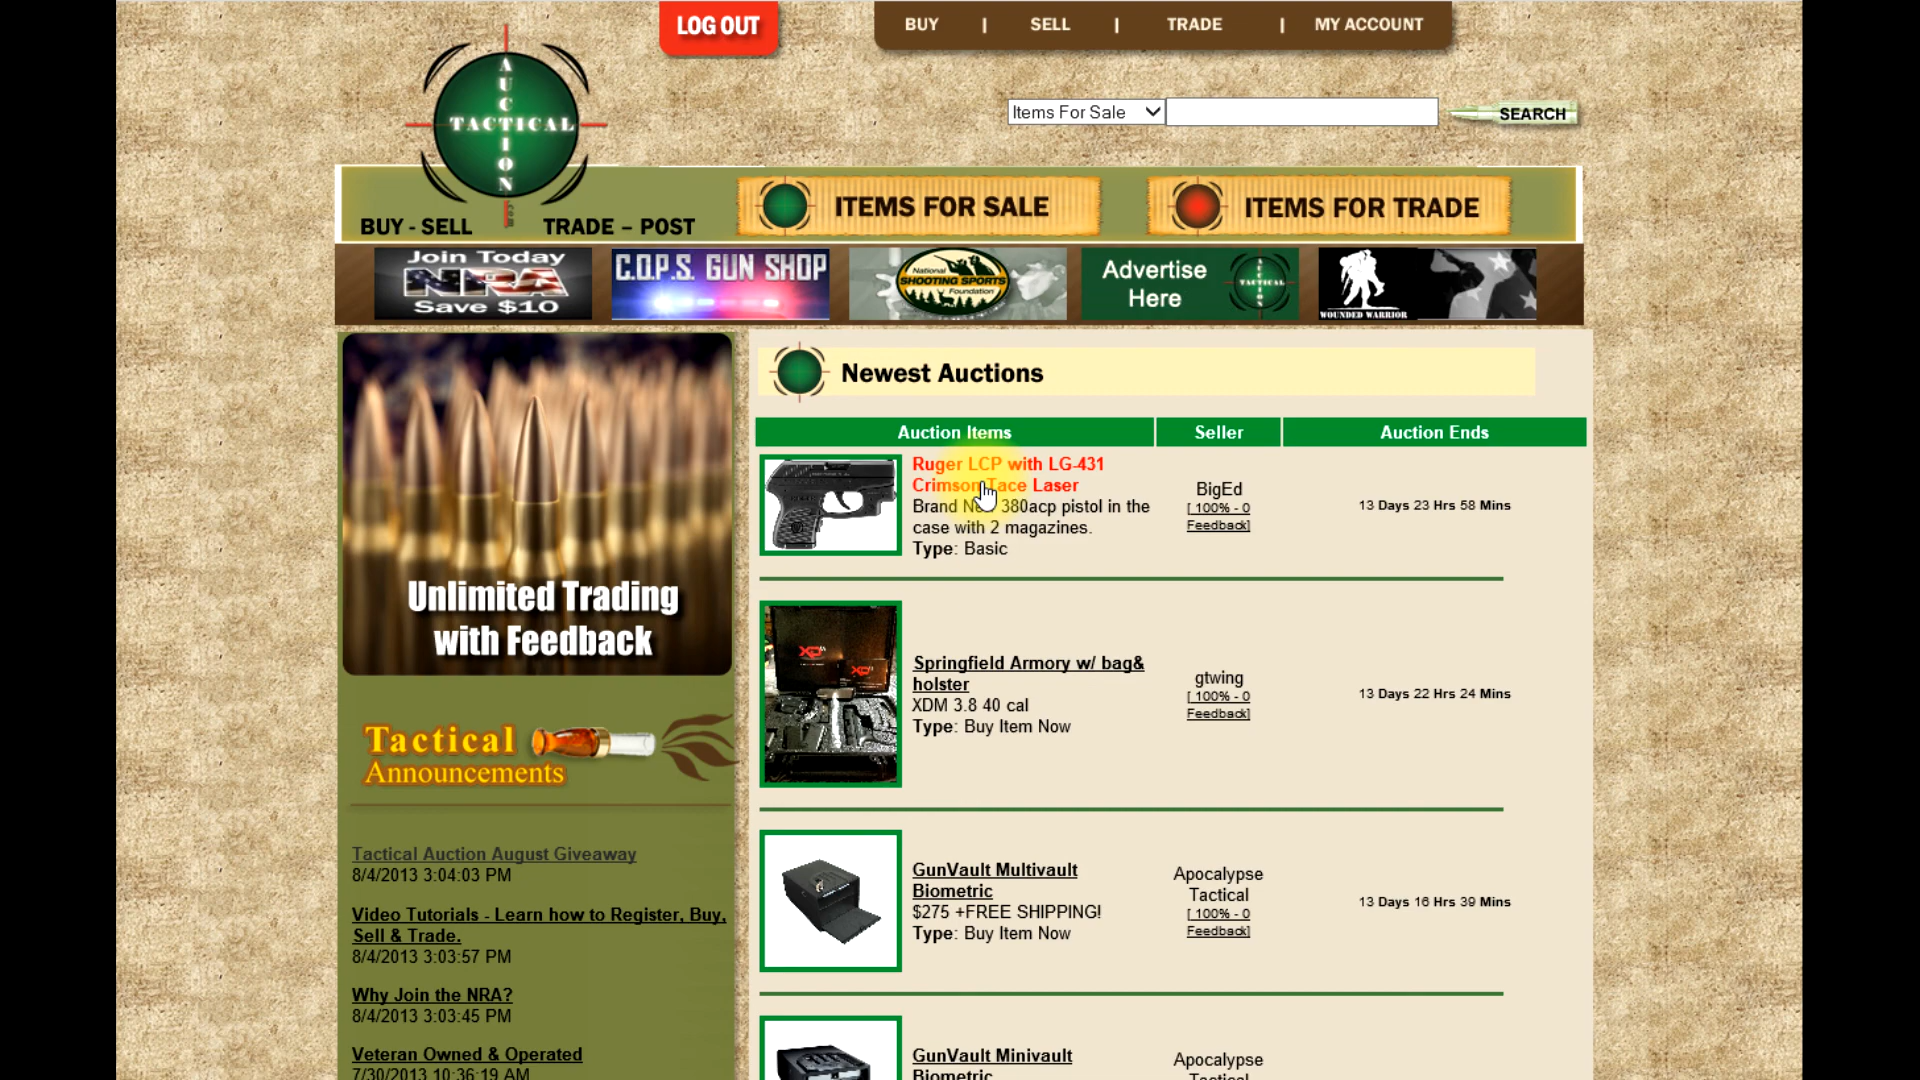 LOG OUT
BUY | SELL | TRADE | MY ACCOUNT
AUCTION
TACTICAL
.com
Items For Sale
SEARCH
BUY - SELL TRADE – POST
ITEMS FOR SALE
ITEMS FOR TRADE
Join Today
NRA
Save $10
C.O.P.S. GUN SHOP
National
SHOOTING SPORTS
Foundation
Advertise
Here
AUCTION
TACTICAL
WOUNDED WARRIOR
Unlimited Trading
with Feedback
Tactical
Announcements
Tactical Auction August Giveaway
8/4/2013 3:04:03 PM
Video Tutorials - Learn how to Register, Buy,
Sell & Trade.
8/4/2013 3:03:57 PM
Why Join the NRA?
8/4/2013 3:03:45 PM
Veteran Owned & Operated
7/30/2013 10:36:19 AM
Newest Auctions
Auction Items Seller Auction Ends
Ruger LCP with LG-431
Crimson Tace Laser
Brand New 380acp pistol in the
case with 2 magazines.
Type: Basic
BigEd
[ 100% - 0
Feedback]
13 Days 23 Hrs 58 Mins
Springfield Armory w/ bag&
holster
XDM 3.8 40 cal
Type: Buy Item Now
gtwing
[ 100% - 0
Feedback]
13 Days 22 Hrs 24 Mins
GunVault Multivault
Biometric
$275 +FREE SHIPPING!
Type: Buy Item Now
Apocalypse
Tactical
[ 100% - 0
Feedback]
13 Days 16 Hrs 39 Mins
GunVault Minivault
Biometric
Apocalypse
Tactical